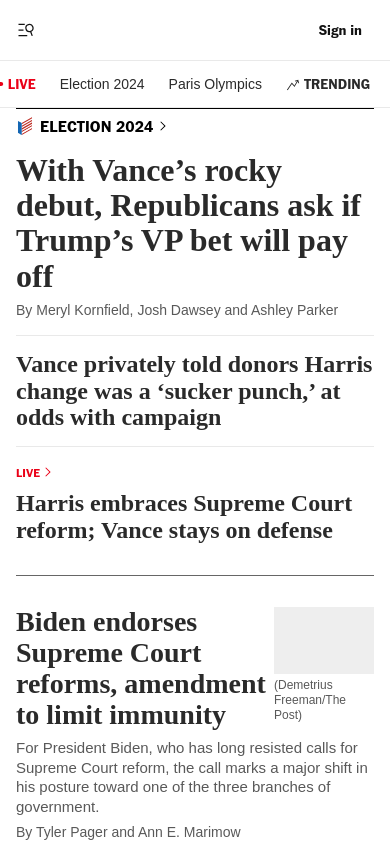 Sign in
LIVE Election 2024 Paris Olympics TRENDING
ELECTION 2024
With Vance’s rocky
debut, Republicans ask if
Trump’s VP bet will pay
off
By Meryl Kornfield, Josh Dawsey and Ashley Parker
Vance privately told donors Harris
change was a ‘sucker punch,’ at
odds with campaign
LIVE
Harris embraces Supreme Court
reform; Vance stays on defense
Biden endorses
Supreme Court
reforms, amendment
to limit immunity
(Demetrius
Freeman/The
Post)
For President Biden, who has long resisted calls for
Supreme Court reform, the call marks a major shift in
his posture toward one of the three branches of
government.
By Tyler Pager and Ann E. Marimow